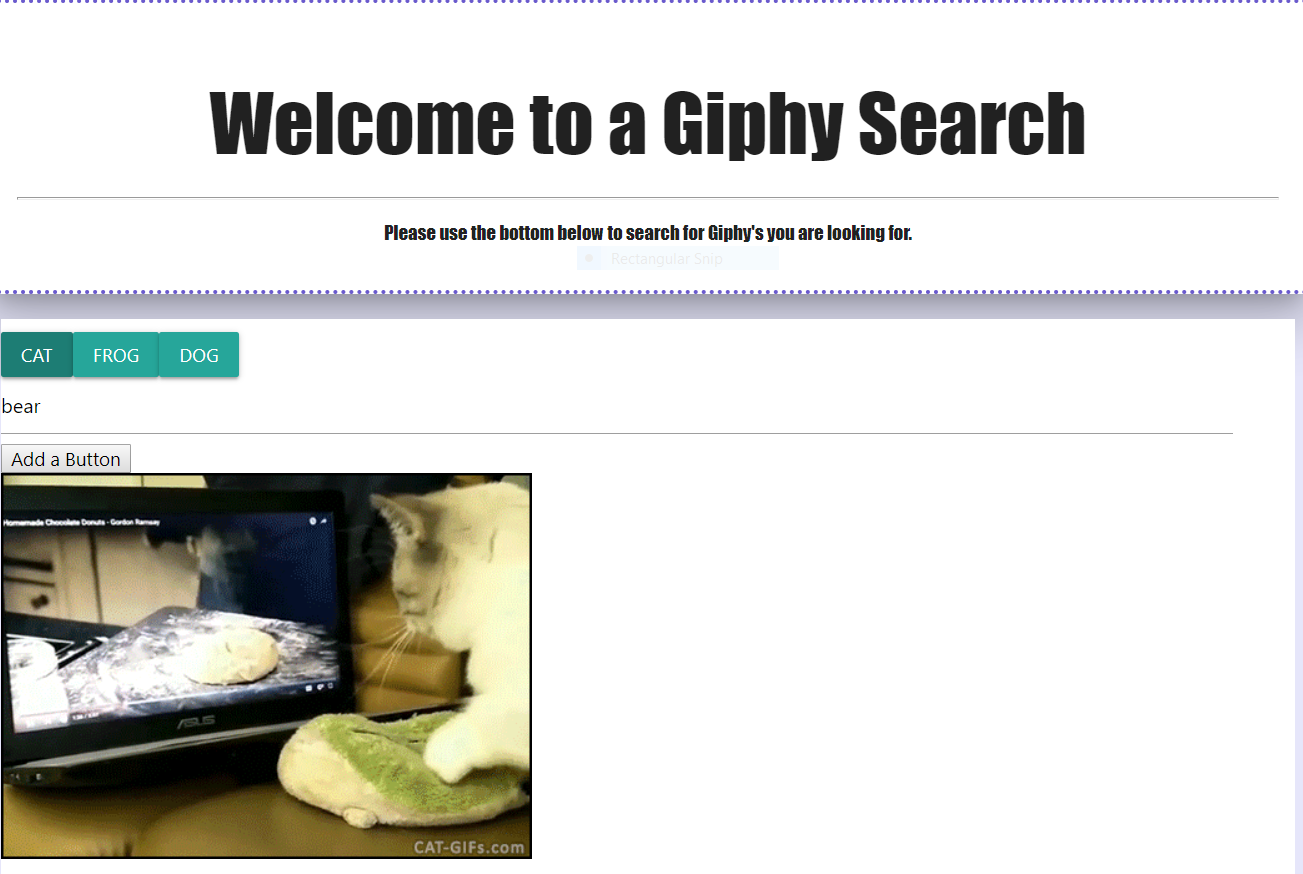 Welcome to a Giphy Search
Please use the bottom below to search for Giphy's you are looking for.
Rectangular Snip
CAT FROG DOG
bear
Add a Button
Homemade Chocolate Donuts - Gordon Ramsay
ASUS
CAT-GIFs.com